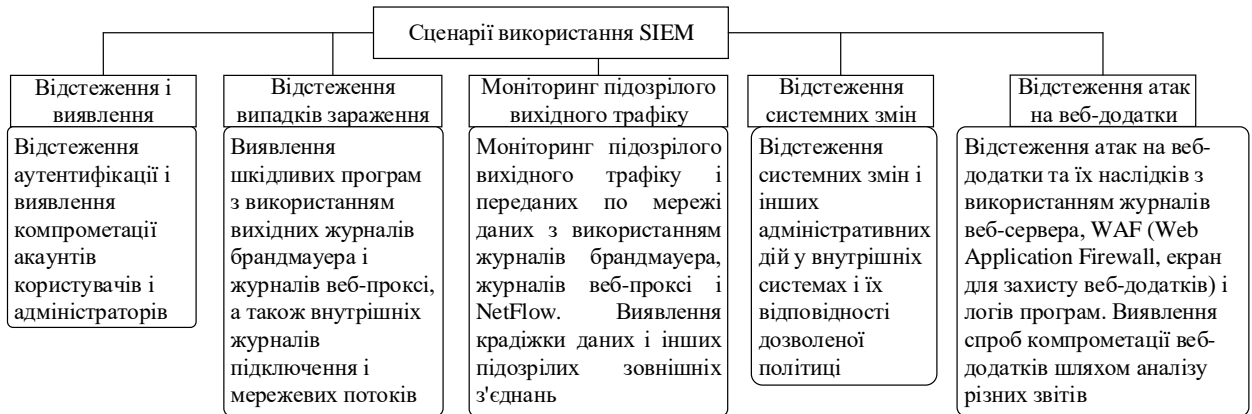 Сценарії використання SIEM
Відстеження і
виявлення
Відстеження
аутентифікації і
виявлення
компрометації
акаунтів
користувачів і
адміністраторів
Відстеження
випадків зараження
Виявлення
шкідливих програм
з використанням
вихідних журналів
брандмауера і
журналів веб-проксі,
а також внутрішніх
журналів
підключення і
мережевих потоків
Моніторинг підозрілого
вихідного трафіку
Моніторинг підозрілого
вихідного трафіку і
переданих по мережі
даних з використанням
журналів брандмауера,
журналів веб-проксі і
NetFlow. Виявлення
крадіжки даних і інших
підозрілих зовнішніх
з'єднань
Відстеження
системних змін
Відстеження
системних змін і
інших
адміністративних
дій у внутрішніх
системах і їх
відповідності
дозволеної
політиці
Відстеження атак
на веб-додатки
Відстеження атак на веб-
додатки та їх наслідків з
використанням журналів
веб-сервера, WAF (Web
Application Firewall, екран
для захисту веб-додатків) і
логів програм. Виявлення
спроб компрометації веб-
додатків шляхом аналізу
різних звітів